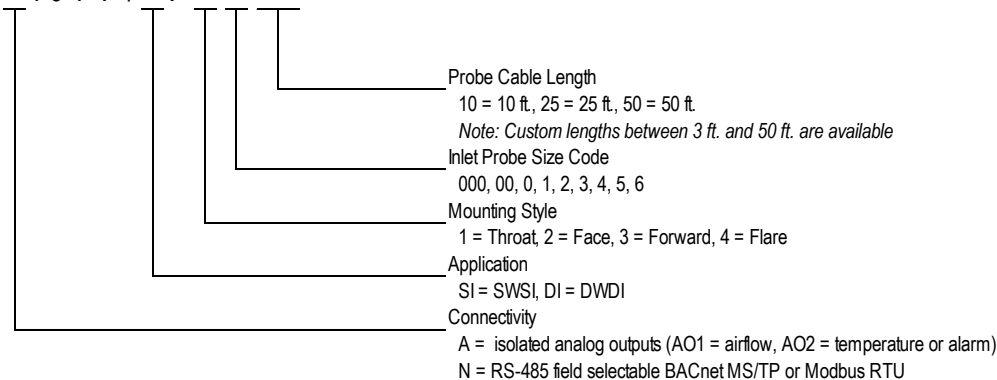 Probe Cable Length
10 = 10 ft., 25 = 25 ft., 50 = 50 ft.
Note: Custom lengths between 3 ft. and 50 ft. are available
Inlet Probe Size Code
000, 00, 0, 1, 2, 3, 4, 5, 6
Mounting Style
1 = Throat, 2 = Face, 3 = Forward, 4 = Flare
Application
SI = SWSI, DI = DWDI
Connectivity
A = isolated analog outputs (AO1 = airflow, AO2 = temperature or alarm)
N = RS-485 field selectable BACnet MS/TP or Modbus RTU